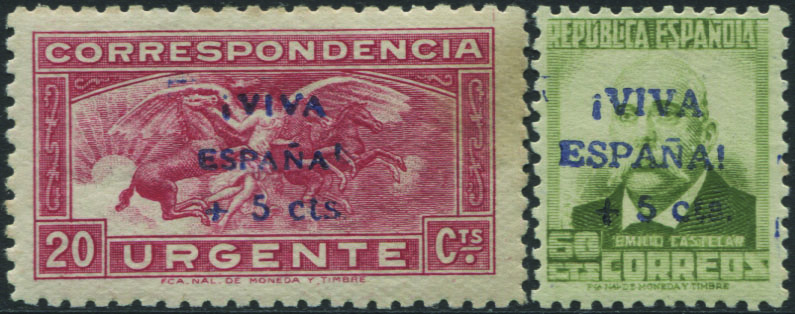 CORRESPONDENCIA
¡VIVA
ESPAÑA!
+ 5 cts
20 URGENTE CTS.
FCA. NAL. DE MONEDA Y TIMBRE
REPUBLICA ESPAÑOLA
¡VIVA
ESPAÑA!
+ 5 cts.
EMILIO CASTELAR
60 CTS CORREOS
FCA. NAL. DE MONEDA Y TIMBRE